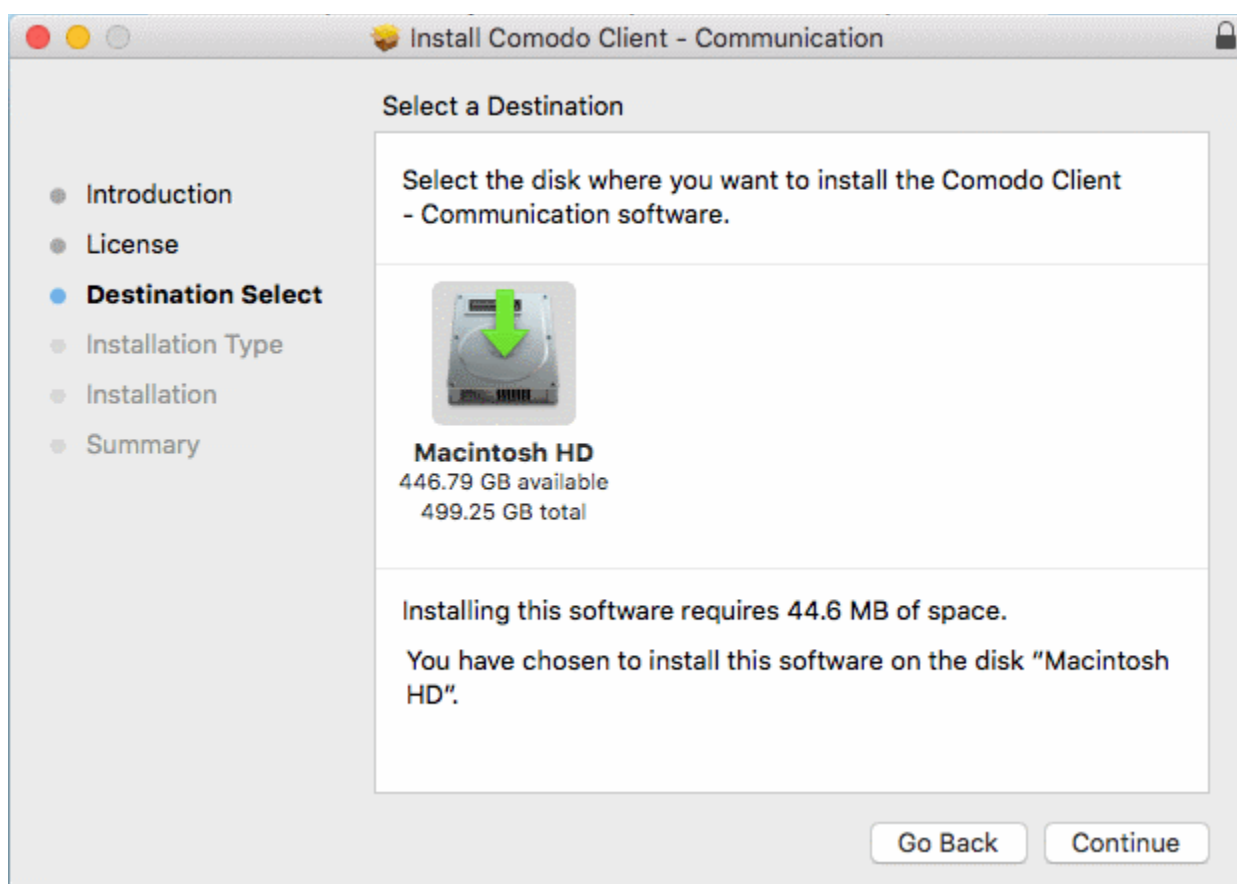 Install Comodo Client - Communication
Select a Destination
Introduction
License
Destination Select
Installation Type
Installation
Summary
Select the disk where you want to install the Comodo Client
- Communication software.
Macintosh HD
446.79 GB available
499.25 GB total
Installing this software requires 44.6 MB of space.
You have chosen to install this software on the disk “Macintosh
HD”.
Go Back
Continue